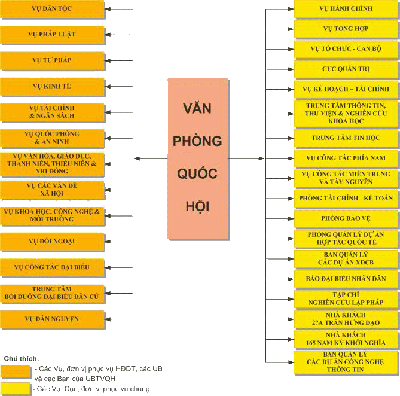 VỤ DÂN TỘC
VỤ PHÁP LUẬT
VỤ TƯ PHÁP
VỤ KINH TẾ
VỤ TÀI CHÍNH
& NGÂN SÁCH
VỤ QUỐC PHÒNG
& AN NINH
VỤ VĂN HÓA, GIÁO DỤC,
THANH NIÊN, THIẾU NIÊN &
NHI ĐỒNG
VỤ CÁC VẤN ĐỀ
XÃ HỘI
VỤ KHOA HỌC, CÔNG NGHỆ &
MÔI TRƯỜNG
VỤ ĐỐI NGOẠI
VỤ CÔNG TÁC ĐẠI BIỂU
TRUNG TÂM
BỒI DƯỠNG ĐẠI BIỂU DÂN CỬ
VỤ DÂN NGUYỆN
VĂN
PHÒNG
QUỐC
HỘI
VỤ HÀNH CHÍNH
VỤ TỔNG HỢP
VỤ TỔ CHỨC - CÁN BỘ
CỤC QUẢN TRỊ
VỤ KẾ HOẠCH - TÀI CHÍNH
TRUNG TÂM THÔNG TIN,
THƯ VIỆN & NGHIÊN CỨU
KHOA HỌC
TRUNG TÂM TIN HỌC
VỤ CÔNG TÁC PHÍA NAM
VỤ CÔNG TÁC MIỀN TRUNG
VÀ TÂY NGUYÊN
PHÒNG TÀI CHÍNH - KẾ TOÁN
PHÒNG BẢO VỆ
PHÒNG QUẢN LÝ DỰ ÁN
HỢP TÁC QUỐC TẾ
BAN QUẢN LÝ
CÁC DỰ ÁN XDCB
BÁO ĐẠI BIỂU NHÂN DÂN
TẠP CHÍ
NGHIÊN CỨU LẬP PHÁP
NHÀ KHÁCH
27A TRẦN HƯNG ĐẠO
NHÀ KHÁCH
165 NAM KỲ KHỞI NGHĨA
BAN QUẢN LÝ
CÁC DỰ ÁN CÔNG NGHỆ
THÔNG TIN
Chú thích:
- Các Vụ, đơn vị phục vụ HĐDT, các UB
và các Ban của UBTVQH
- Các Vụ, Cục, đơn vị phục vụ chung